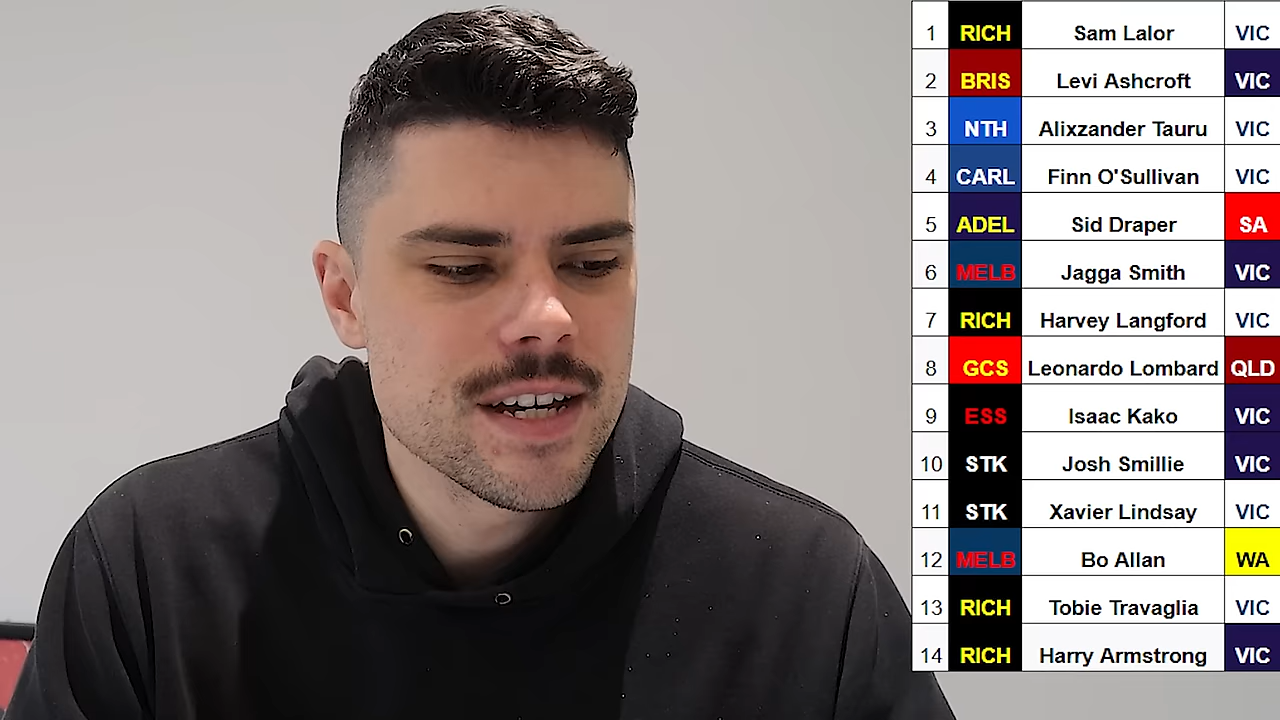 1 RICH Sam Lalor VIC
2 BRIS Levi Ashcroft VIC
3 NTH Alixzander Tauru VIC
4 CARL Finn O'Sullivan VIC
5 ADEL Sid Draper SA
6 MELB Jagga Smith VIC
7 RICH Harvey Langford VIC
8 GCS Leonardo Lombard QLD
9 ESS Isaac Kako VIC
10 STK Josh Smillie VIC
11 STK Xavier Lindsay VIC
12 MELB Bo Allan WA
13 RICH Tobie Travaglia VIC
14 RICH Harry Armstrong VIC